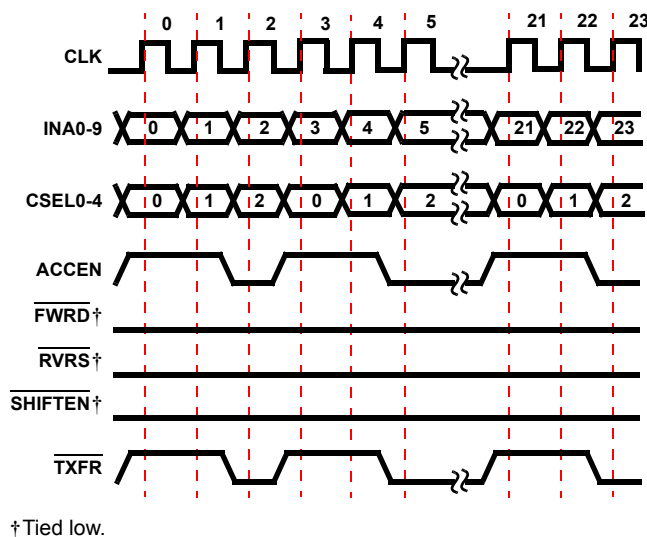 0 1 2 3 4 5 21 22 23
CLK
INA0-9 0 1 2 3 4 5 21 22 23
CSEL0-4 0 1 2 0 1 2 0 1 2
ACCEN
FWRD†
RVRS†
SHIFTEN†
TXFR
†Tied low.